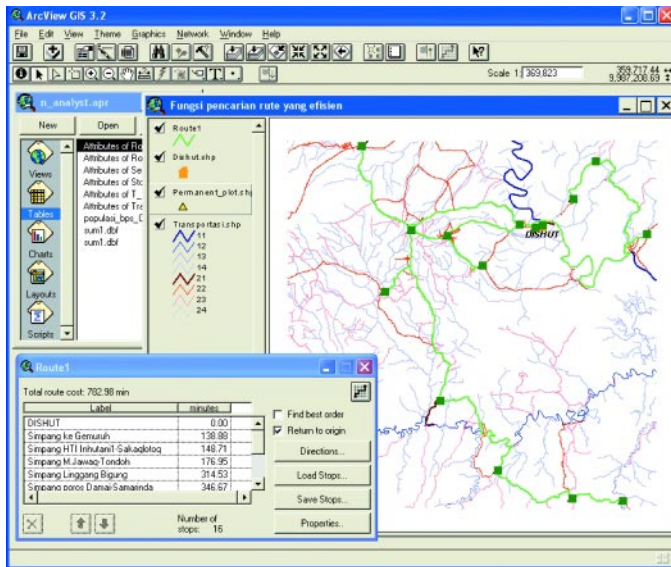 ArcView GIS 3.2
File Edit View Theme Graphics Network Window Help
Scale 1: 369,823
359,717.44
9,987,208.69
n_analyst.apr
New Open
Views
Tables
Charts
Layouts
Scripts
Attributes of Ro
Attributes of Ro
Attributes of Se
Attributes of Sto
Attributes of T_
Attributes of Tra
populasi_bps_D
sum1.dbf
sum1.dbf
Fungsi pencarian rute yang efisien
Route1
Dishut.shp
Permanent_plot.shp
Transportasi.shp
11
12
13
14
21
22
23
24
DISHUT
Route1
Total route cost: 782.98 min
Label minutes
DISHUT 0.00
Simpang ke Gemuruh 138.88
Simpang HTI Inhutani1-Sakaqlotoq 148.71
Simpang M.Jawaq-Tondoh 176.95
Simpang Linggang Bigung 314.53
Simpang poros Damai-Samarinda 346.67
Number of stops: 16
Find best order
Return to origin
Directions...
Load Stops...
Save Stops...
Properties...